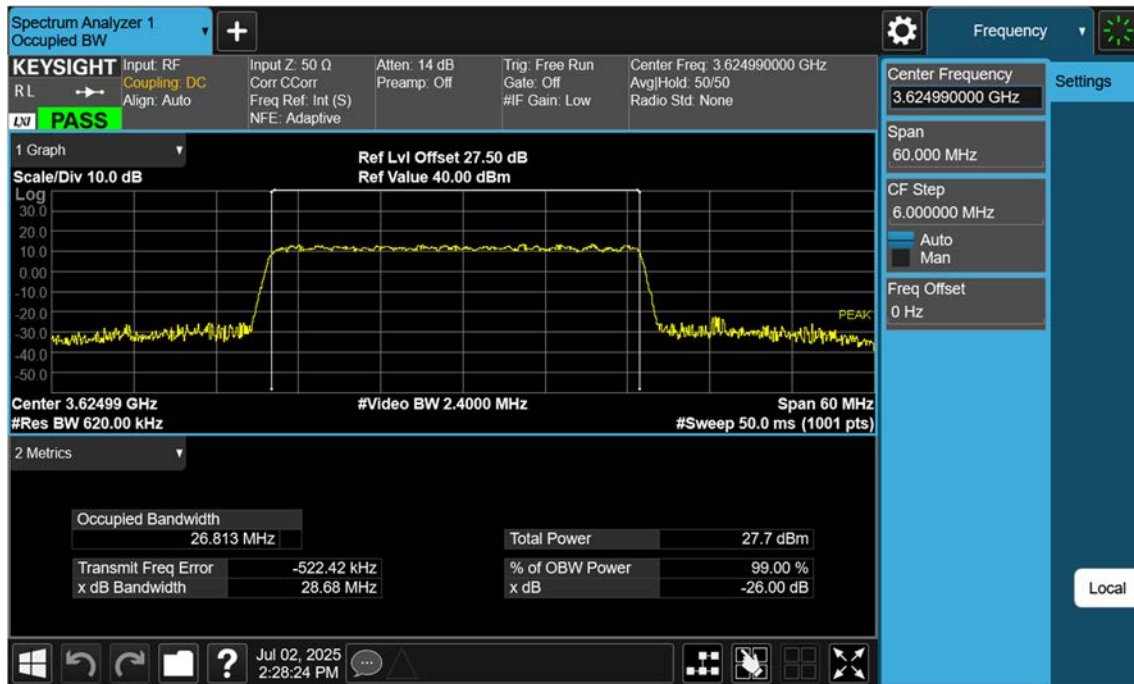 Spectrum Analyzer 1
Occupied BW
+
Frequency
KEYSIGHT
R L
LXI
PASS
Input: RF
Coupling: DC
Align: Auto
Input Z: 50 Ω
Corr CCorr
Freq Ref: Int (S)
NFE: Adaptive
Atten: 14 dB
Preamp: Off
Trig: Free Run
Gate: Off
#IF Gain: Low
Center Freq: 3.624990000 GHz
Avg|Hold: 50/50
Radio Std: None
Center Frequency
3.624990000 GHz
Settings
Span
60.000 MHz
CF Step
6.000000 MHz
Auto
Man
Freq Offset
0 Hz
Local
1 Graph
Ref Lvl Offset 27.50 dB
Scale/Div 10.0 dB
Ref Value 40.00 dBm
Log
30.0
20.0
10.0
0.00
-10.0
-20.0
-30.0
-40.0
-50.0
PEAK
Center 3.62499 GHz
#Video BW 2.4000 MHz
Span 60 MHz
#Res BW 620.00 kHz
#Sweep 50.0 ms (1001 pts)
2 Metrics
Occupied Bandwidth
26.813 MHz
Total Power 27.7 dBm
Transmit Freq Error -522.42 kHz
% of OBW Power 99.00 %
x dB Bandwidth 28.68 MHz
x dB -26.00 dB
?
Jul 02, 2025
2:28:24 PM